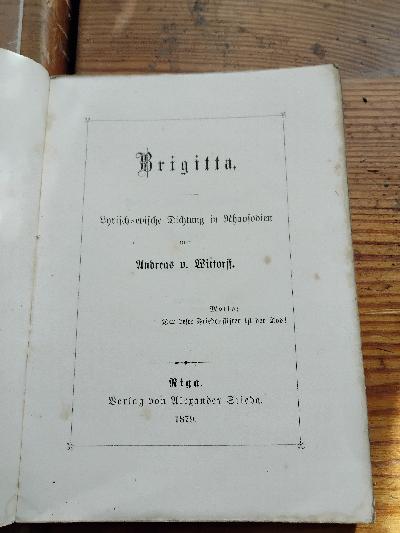 Brigitta.
Lyrisch-epische Dichtung in Rhapsodien
von
Andreas v. Wittorff.
Motto:
Der beste Friedensstifter ist der Tod!
Riga.
Verlag von Alexander Stieda.
1879.